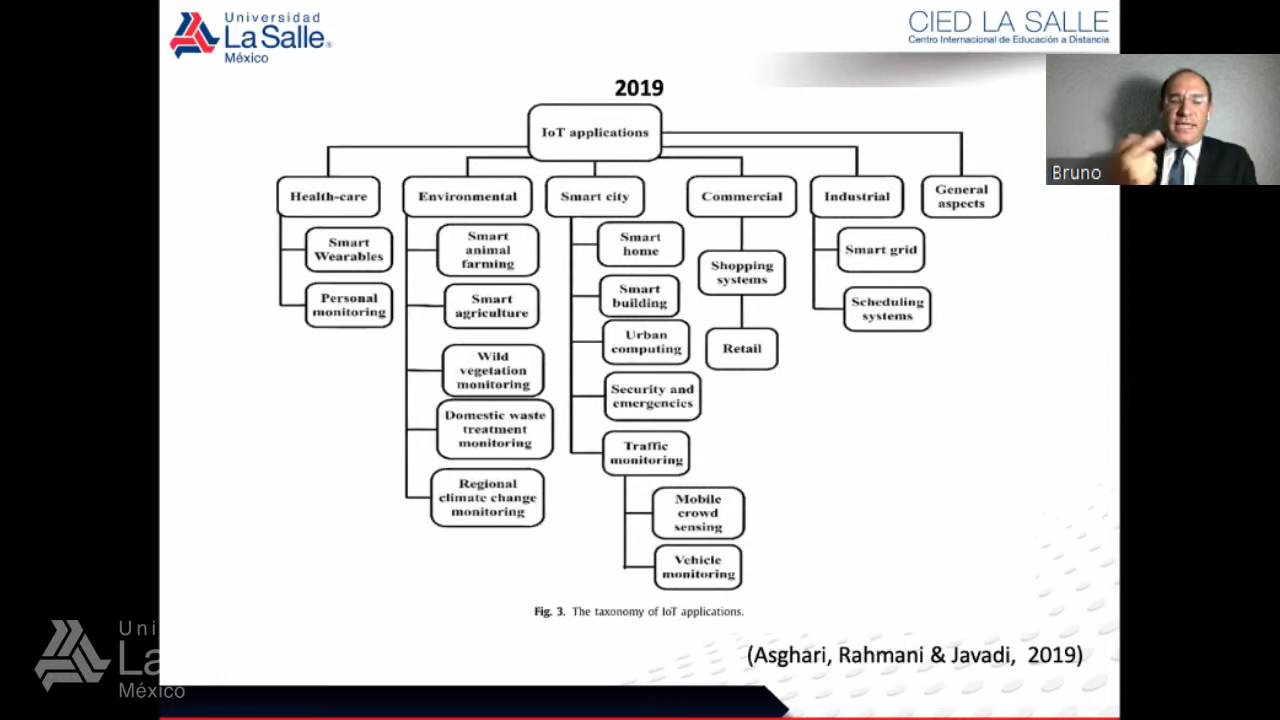 Universidad
LaSalle®
México
CIED LA SALLE
Centro Internacional de Educación a Distancia
Bruno
2019
IoT applications
Health-care
Smart
Wearables
Personal
monitoring
Environmental
Smart
animal
farming
Smart
agriculture
Wild
vegetation
monitoring
Domestic waste
treatment
monitoring
Regional
climate change
monitoring
Smart city
Smart
home
Smart
building
Urban
computing
Security and
emergencies
Traffic
monitoring
Mobile
crowd
sensing
Vehicle
monitoring
Commercial
Shopping
systems
Retail
Industrial
Smart grid
Scheduling
systems
General
aspects
Fig. 3. The taxonomy of IoT applications.
(Asghari, Rahmani & Javadi, 2019)
Uni
La
México